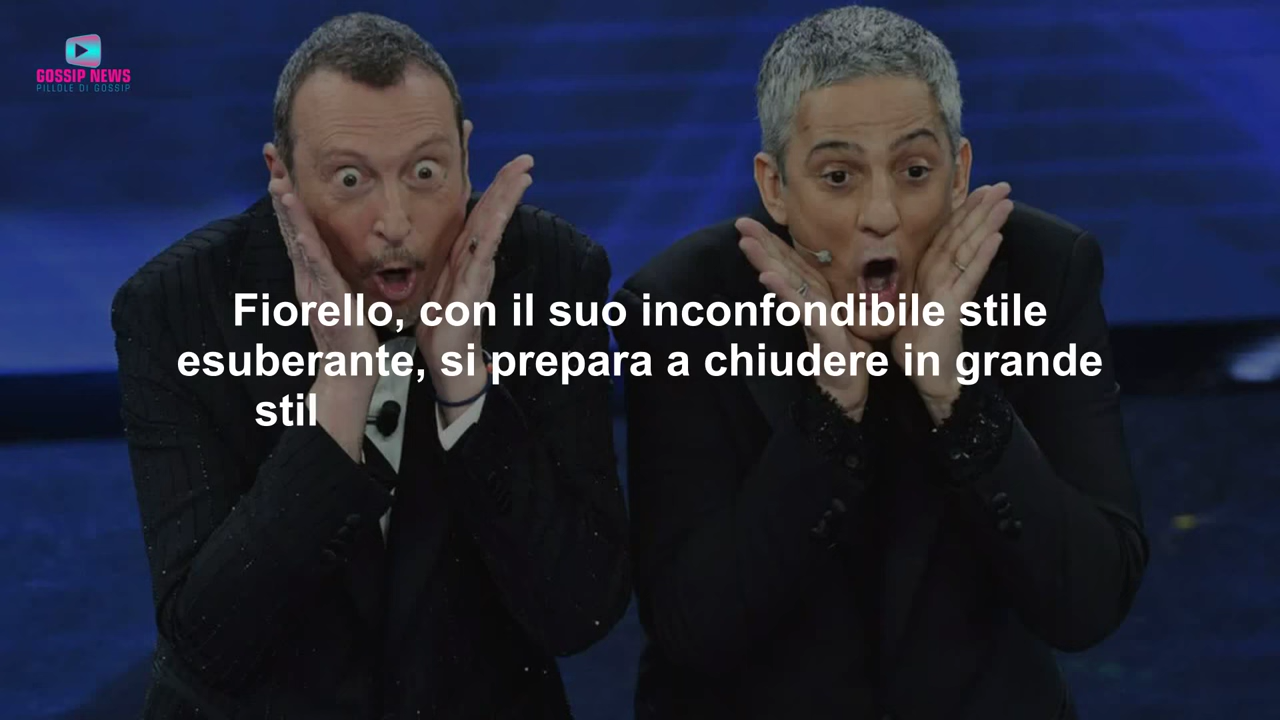 GOSSIP NEWS
PILLOLE DI GOSSIP
Fiorello, con il suo inconfondibile stile
esuberante, si prepara a chiudere in grande
stil